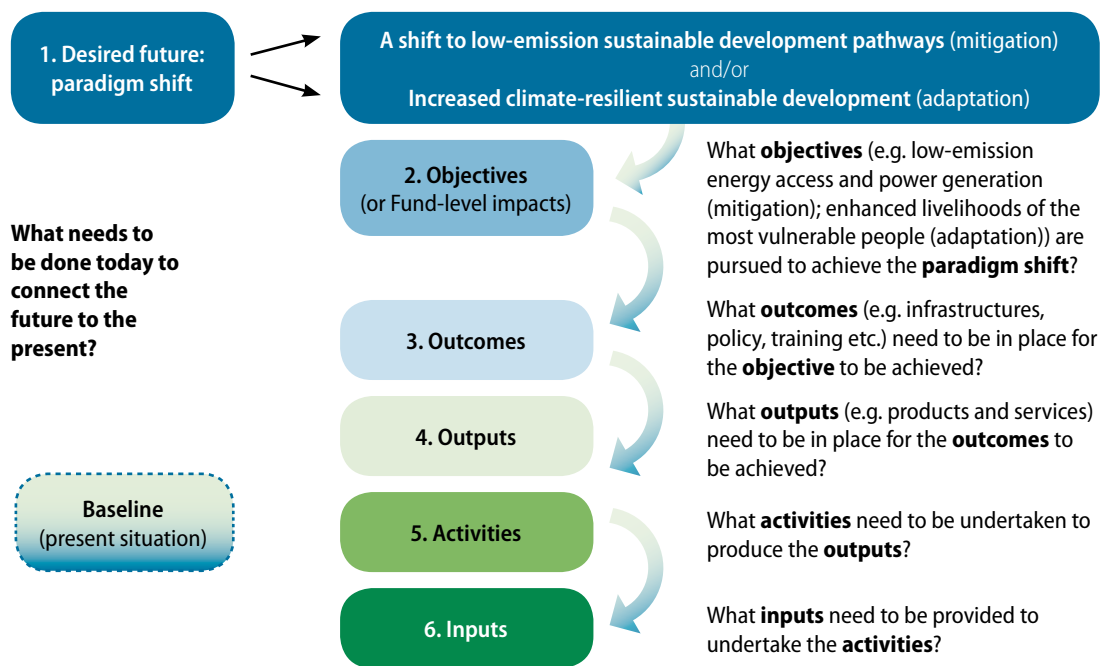 1. Desired future:
paradigm shift
A shift to low-emission sustainable development pathways (mitigation)
and/or
Increased climate-resilient sustainable development (adaptation)
2. Objectives
(or Fund-level impacts)
What objectives (e.g. low-emission
energy access and power generation
(mitigation); enhanced livelihoods of the
most vulnerable people (adaptation)) are
pursued to achieve the paradigm shift?
What needs to
be done today to
connect the
future to the
present?
3. Outcomes
What outcomes (e.g. infrastructures,
policy, training etc.) need to be in place for
the objective to be achieved?
4. Outputs
What outputs (e.g. products and services)
need to be in place for the outcomes to
be achieved?
Baseline
(present situation)
5. Activities
What activities need to be undertaken to
produce the outputs?
6. Inputs
What inputs need to be provided to
undertake the activities?